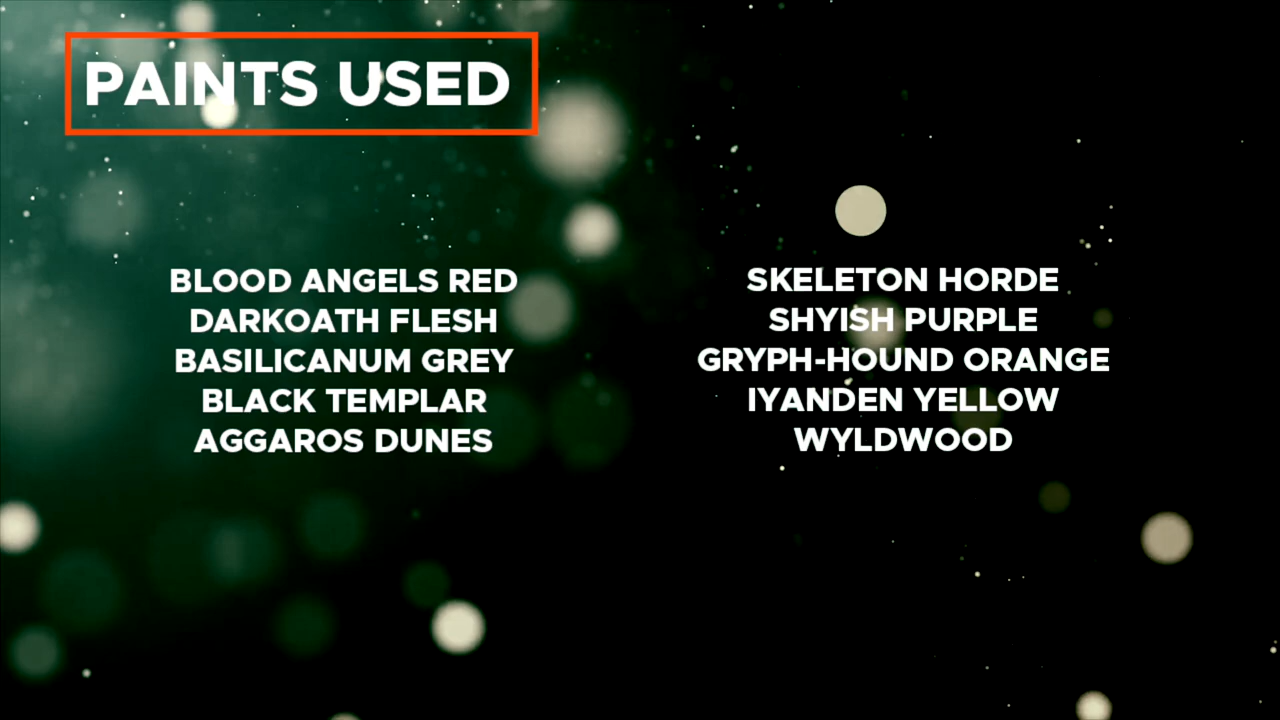 PAINTS USED
BLOOD ANGELS RED
DARKOATH FLESH
BASILICANUM GREY
BLACK TEMPLAR
AGGAROS DUNES
SKELETON HORDE
SHYISH PURPLE
GRYPH-HOUND ORANGE
IYANDEN YELLOW
WYLDWOOD